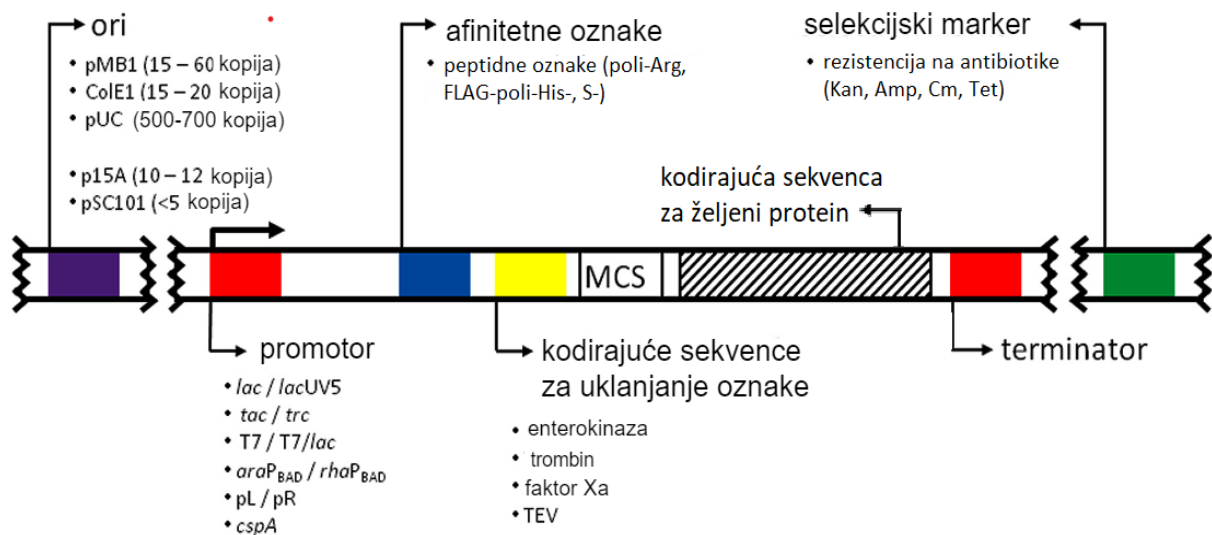 ori
• pMB1 (15 – 60 kopija)
• ColE1 (15 – 20 kopija)
• pUC (500-700 kopija)
• p15A (10 – 12 kopija)
• pSC101 (<5 kopija)
afinitetne oznake
• peptidne oznake (poli-Arg,
FLAG-poli-His-, S-)
selekcijski marker
• rezistencija na antibiotike
(Kan, Amp, Cm, Tet)
kodirajuća sekvenca
za željeni protein
MCS
promotor
• lac / lacUV5
• tac / trc
• T7 / T7/lac
• araPBAD / rhaPBAD
• pL / pR
• cspA
kodirajuće sekvence
za uklanjanje oznake
• enterokinaza
• trombin
• faktor Xa
• TEV
terminator